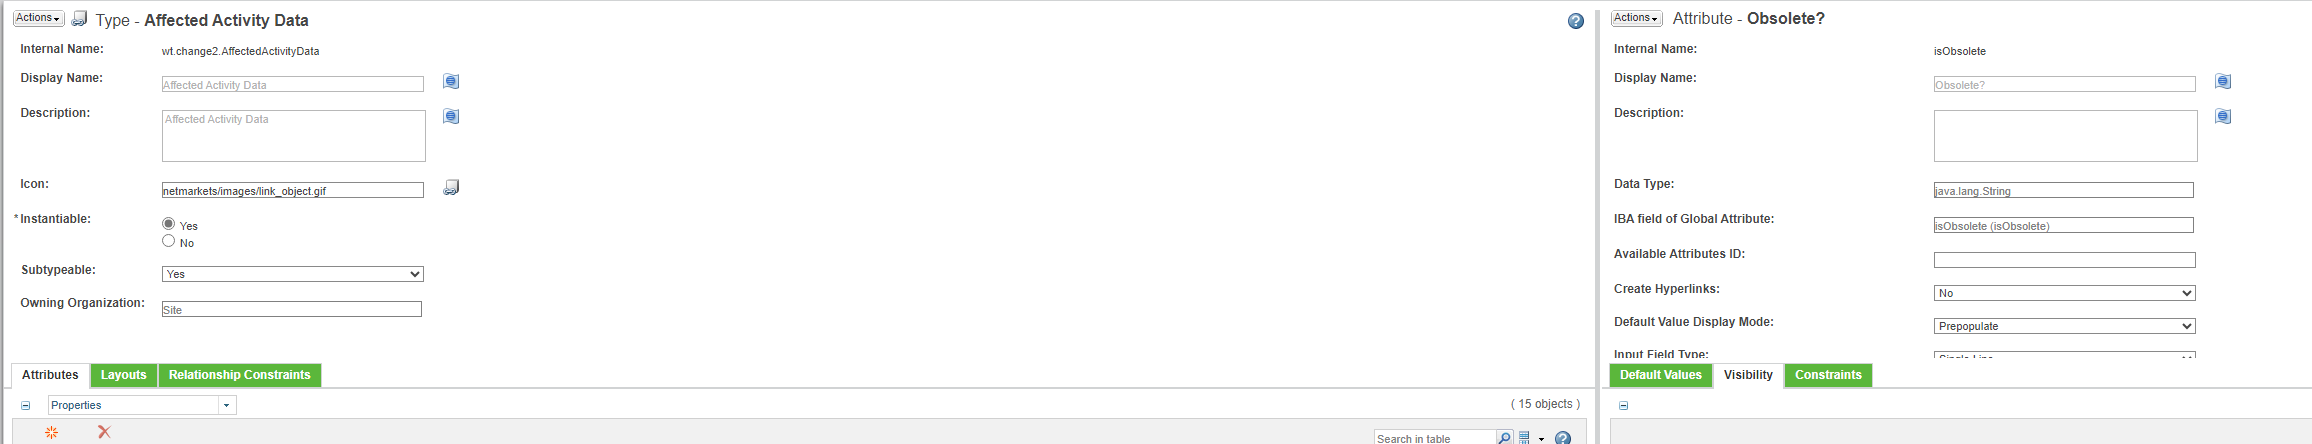 Actions
Type - Affected Activity Data
Internal Name:
wt.change2.AffectedActivityData
Display Name:
Affected Activity Data
Description:
Affected Activity Data
Icon:
netmarkets/images/link_object.gif
*Instantiable:
Yes
No
Subtypeable:
Yes
Owning Organization:
Site
Attributes
Layouts
Relationship Constraints
Properties
( 15 objects )
Search in table
Actions
Attribute - Obsolete?
Internal Name:
isObsolete
Display Name:
Obsolete?
Description:
Data Type:
java.lang.String
IBA field of Global Attribute:
isObsolete (isObsolete)
Available Attributes ID:
Create Hyperlinks:
No
Default Value Display Mode:
Prepopulate
Input Field Type:
Single Line
Default Values
Visibility
Constraints